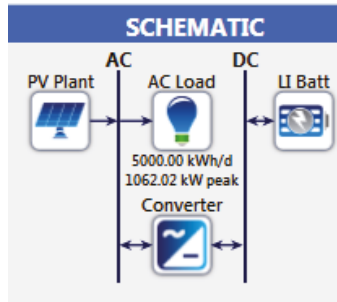 SCHEMATIC
AC DC
PV Plant AC Load LI Batt
5000.00 kWh/d
1062.02 kW peak
Converter